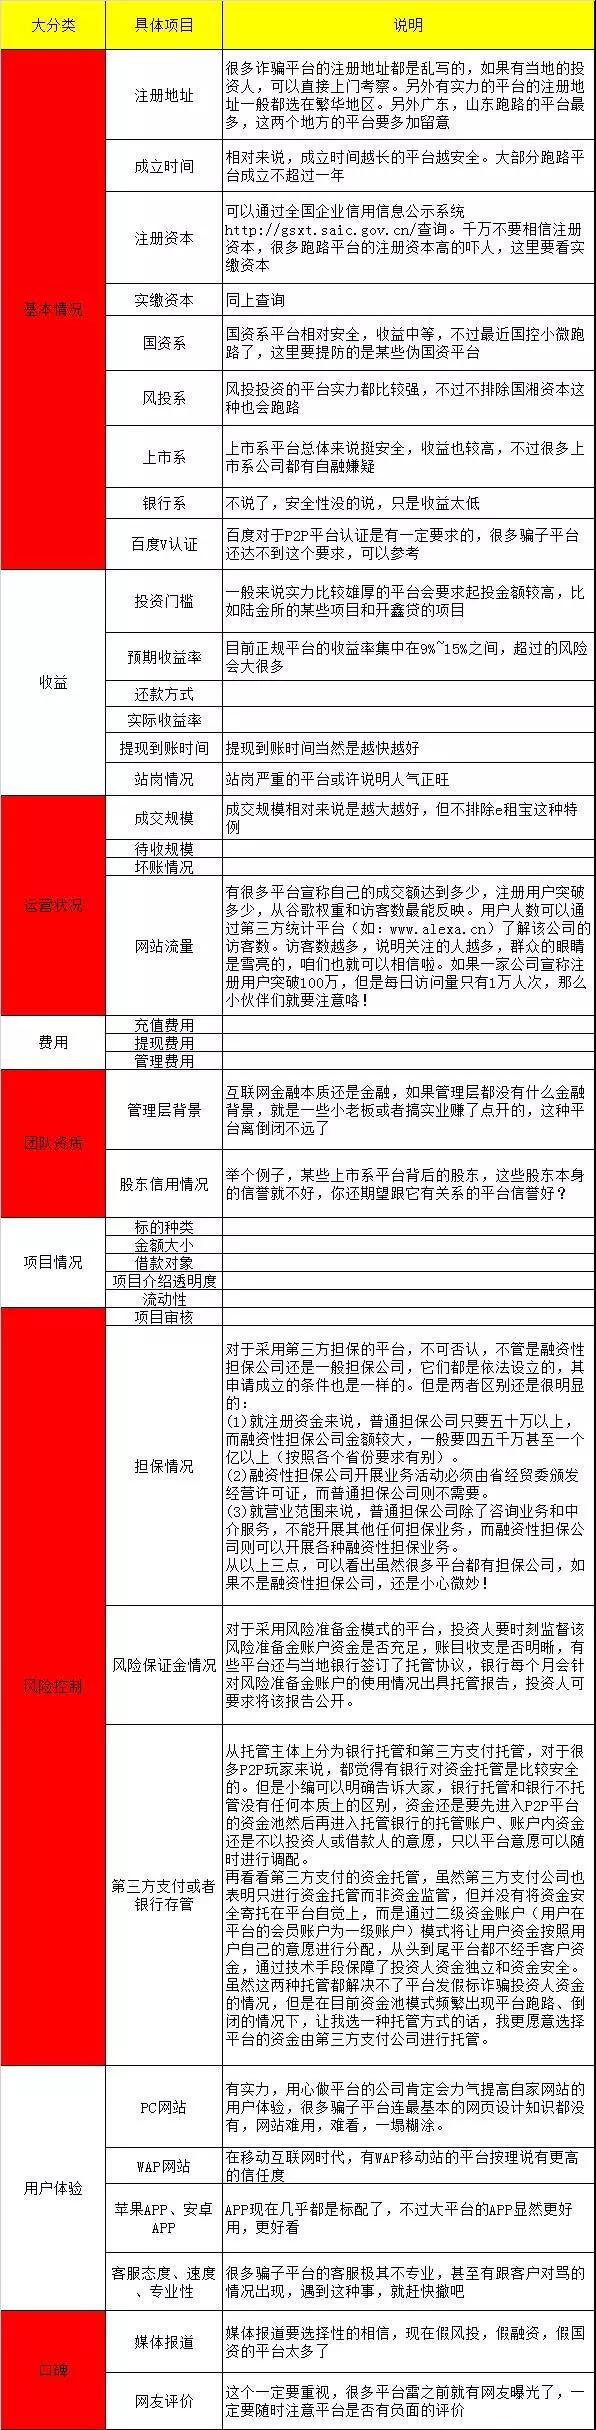 大分类
具体项目
说明
基本情况
注册地址
很多诈骗平台的注册地址都是乱写的，如果有当地的投
资人，可以直接上门考察。另外有实力的平台的注册地
址一般都选在繁华地区。另外广东，山东跑路的平台最
多，这两个地方的平台要多加留意
成立时间
相对来说，成立时间越长的平台越安全。大部分跑路平
台成立不超过一年
注册资本
可以通过全国企业信用信息公示系统
http://gsxt.saic.gov.cn/查询。千万不要相信注册
资本，很多跑路平台的注册资本高的吓人，这里要看实
缴资本
实缴资本
同上查询
国资系
国资系平台相对安全，收益中等，不过最近国控小微跑
路了，这里要提防的是某些伪国资平台
风投系
风投投资的平台实力都比较强，不过不排除国湘资本这
种也会跑路
上市系
上市系平台总体来说挺安全，收益也较高，不过很多上
市系公司都有自融嫌疑
银行系
不说了，安全性没的说，只是收益太低
百度V认证
百度对于P2P平台认证是有一定要求的，很多骗子平台
还达不到这个要求，可以参考
收益
投资门槛
一般来说实力比较雄厚的平台会要求起投金额较高，比
如陆金所的某些项目和开鑫贷的项目
预期收益率
目前正规平台的收益率集中在9%~15%之间，超过的风险
会大很多
还款方式
实际收益率
提现到账时间
提现到账时间当然是越快越好
站岗情况
站岗严重的平台或许说明人气正旺
运营状况
成交规模
成交规模相对来说是越大越好，但不排除e租宝这种特
例
待收规模
坏账情况
网站流量
有很多平台宣称自己的成交额达到多少，注册用户突破
多少，从谷歌权重和访客数最能反映。用户人数可以通
过第三方统计平台（如：www.alexa.cn）了解该公司的
访客数。访客数越多，说明关注的人越多，群众的眼睛
是雪亮的，咱们也就可以相信啦。如果一家公司宣称注
册用户突破100万，但是每日访问量只有1万人次，那么
小伙伴们就要注意咯！
费用
充值费用
提现费用
管理费用
团队资质
管理层背景
互联网金融本质还是金融，如果管理层都没有什么金融
背景，就是一些小老板或者搞实业赚了点开的，这种平
台离倒闭不远了
股东信用情况
举个例子，某些上市系平台背后的股东，这些股东本身
的信誉就不好，你还期望跟它有关系的平台信誉好？
项目情况
标的种类
金额大小
借款对象
项目介绍透明度
流动性
风险控制
项目审核
担保情况
对于采用第三方担保的平台，不可否认，不管是融资性
担保公司还是一般担保公司，它们都是依法设立的，其
申请成立的条件也是一样的。但是两者区别还是很明显
的：
(1)就注册资金来说，普通担保公司只要五十万以上，
而融资性担保公司金额较大，一般要四五千万甚至一个
亿以上（按照各个省份要求有别）。
(2)融资性担保公司开展业务活动必须由省经贸委颁发
经营许可证，而普通担保公司则不需要。
(3)就营业范围来说，普通担保公司除了咨询业务和中
介服务，不能开展其他任何担保业务，而融资性担保公
司则可以开展各种融资性担保业务。
从以上三点，可以看出虽然很多平台都有担保公司，如
果不是融资性担保公司，还是小心微妙！
风险保证金情况
对于采用风险准备金模式的平台，投资人要时刻监督该
风险准备金账户资金是否充足，账目收支是否明晰，有
些平台还与当地银行签订了托管协议，银行每个月会针
对风险准备金账户的使用情况出具托管报告，投资人可
要求将该报告公开。
第三方支付或者
银行存管
从托管主体上分为银行托管和第三方支付托管，对于很
多P2P玩家来说，都觉得有银行对资金托管是比较安全
的。但是小编可以明确告诉大家，银行托管和银行不托
管没有任何本质上的区别，资金还是要先进入P2P平台
的资金池然后再进入托管银行的托管账户、账户内资金
还是不以投资人或借款人的意愿，只以平台意愿可以随
时进行调配。
再看看第三方支付的资金托管，虽然第三方支付公司也
表明只进行资金托管而非资金监管，但并没有将资金安
全寄托在平台自觉上，而是通过二级资金账户（用户在
平台的会员账户为一级账户）模式将让用户资金按照用
户自己的意愿进行分配，从头到尾平台都不经手客户资
金，通过技术手段保障了投资人资金独立和资金安全。
虽然这两种托管都解决不了平台发假标诈骗投资人资金
的情况，但是在目前资金池模式频繁出现平台跑路、倒
闭的情况下，让我选一种托管方式的话，我更愿意选择
平台的资金由第三方支付公司进行托管。
用户体验
PC网站
有实力，用心做平台的公司肯定会力气提高自家网站的
用户体验，很多骗子平台连最基本的网页设计知识都没
有，网站难用，难看，一塌糊涂。
WAP网站
在移动互联网时代，有WAP移动站的平台按理说有更高
的信任度
苹果APP、安卓
APP
APP现在几乎都是标配了，不过大平台的APP显然更好
用，更好看
客服态度、速度
、专业性
很多骗子平台的客服极其不专业，甚至有跟客户对骂的
情况出现，遇到这种事，就赶快撤吧
口碑
媒体报道
媒体报道要选择性的相信，现在假风投，假融资，假国
资的平台太多了
网友评价
这个一定要重视，很多平台雷之前就有网友曝光了，一
定要随时注意平台是否有负面的评价